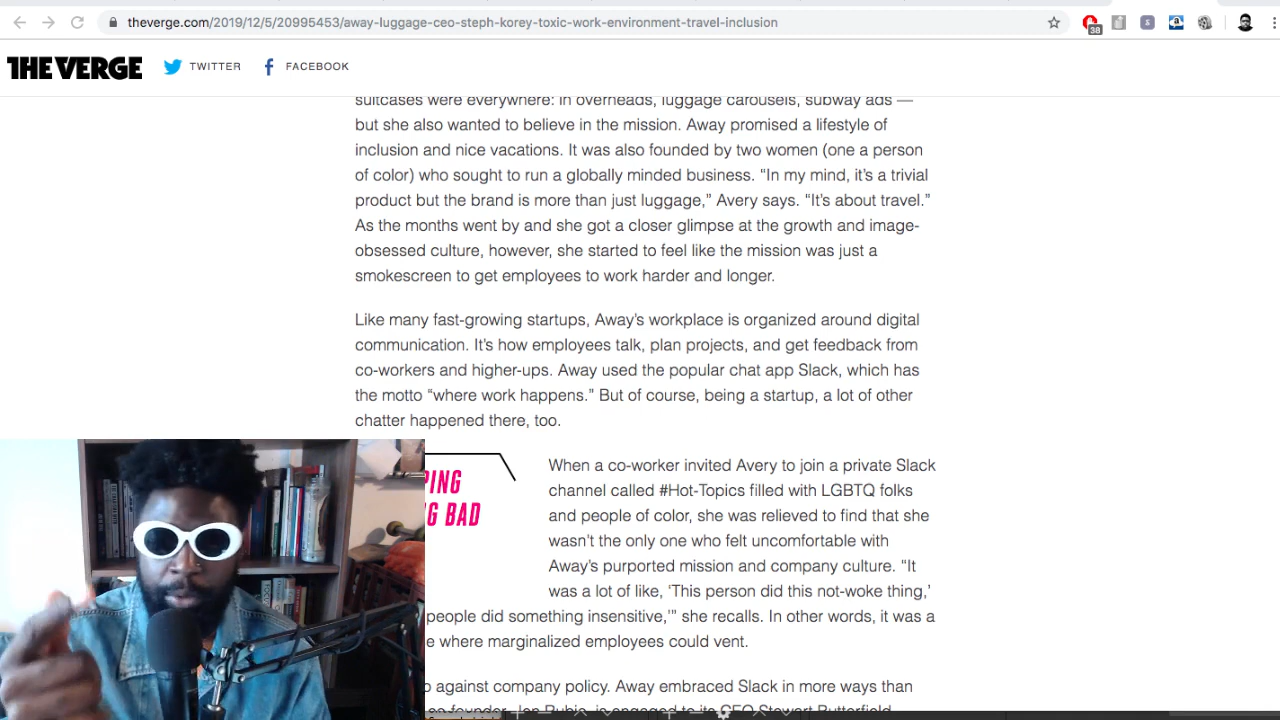 theverge.com/2019/12/5/20995453/away-luggage-ceo-steph-korey-toxic-work-environment-travel-inclusion
38
THE VERGE TWITTER FACEBOOK
suitcases were everywhere: in overheads, luggage carousels, subway ads —
but she also wanted to believe in the mission. Away promised a lifestyle of
inclusion and nice vacations. It was also founded by two women (one a person
of color) who sought to run a globally minded business. “In my mind, it’s a trivial
product but the brand is more than just luggage,” Avery says. “It’s about travel.”
As the months went by and she got a closer glimpse at the growth and image-
obsessed culture, however, she started to feel like the mission was just a
smokescreen to get employees to work harder and longer.
Like many fast-growing startups, Away’s workplace is organized around digital
communication. It’s how employees talk, plan projects, and get feedback from
co-workers and higher-ups. Away used the popular chat app Slack, which has
the motto “where work happens.” But of course, being a startup, a lot of other
chatter happened there, too.
PING
G BAD
When a co-worker invited Avery to join a private Slack
channel called #Hot-Topics filled with LGBTQ folks
and people of color, she was relieved to find that she
wasn’t the only one who felt uncomfortable with
Away’s purported mission and company culture. “It
was a lot of like, ‘This person did this not-woke thing,’
people did something insensitive,’” she recalls. In other words, it was a
e where marginalized employees could vent.
o against company policy. Away embraced Slack in more ways than
founder, Jen Rubio, is engaged to its CEO Stewart Butterfield